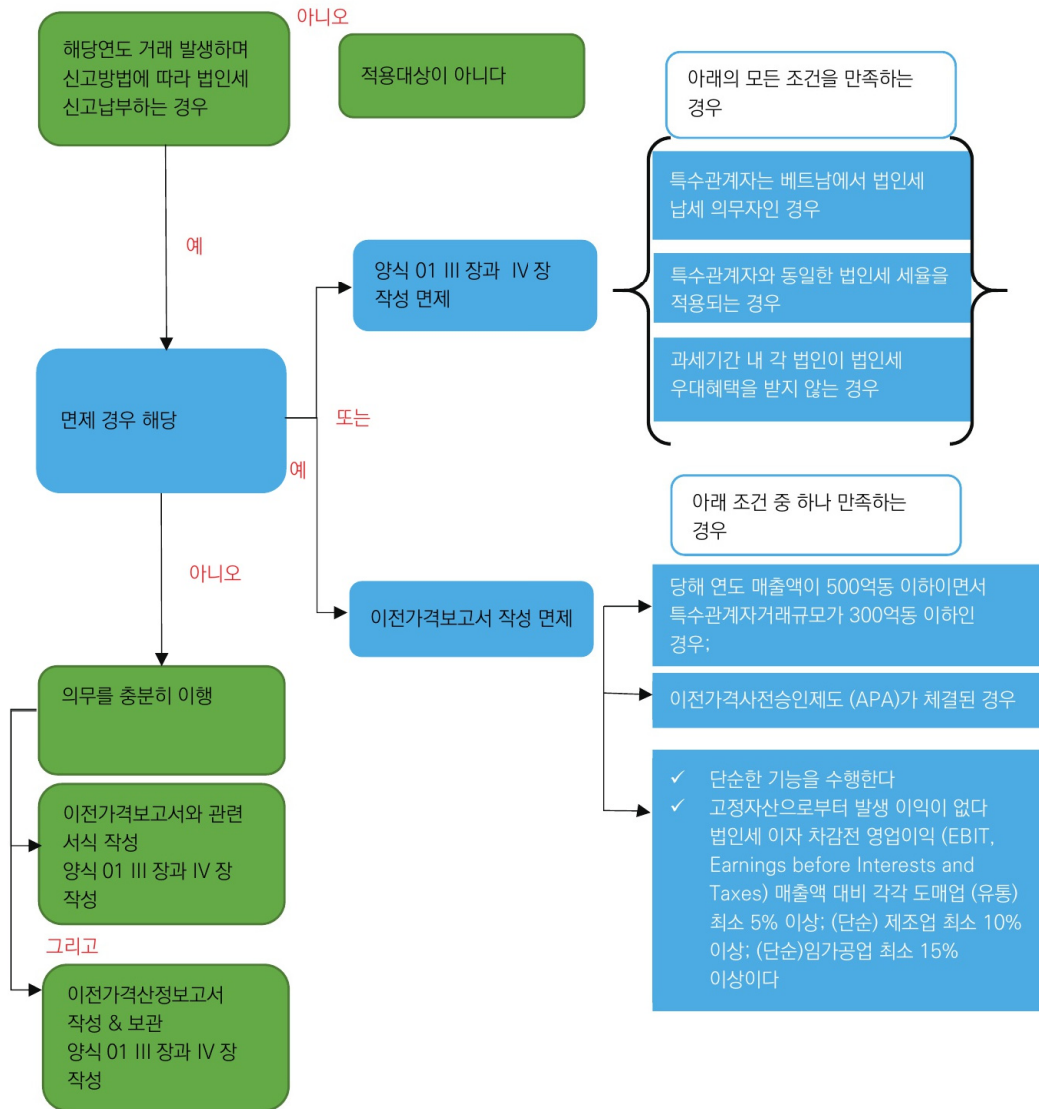 아니오
해당연도 거래 발생하며
신고방법에 따라 법인세
신고납부하는 경우
적용대상이 아니다
아래의 모든 조건을 만족하는
경우
특수관계자는 베트남에서 법인세
납세 의무자인 경우
예
양식 01 III 장과 IV 장
작성 면제
특수관계자와 동일한 법인세 세율을
적용되는 경우
과세기간 내 각 법인이 법인세
우대혜택을 받지 않는 경우
면제 경우 해당
또는
예
아래 조건 중 하나 만족하는
경우
아니오
이전가격보고서 작성 면제
당해 연도 매출액이 500억동 이하이면서
특수관계자거래규모가 300억동 이하인
경우;
이전가격사전승인제도 (APA)가 체결된 경우
✓ 단순한 기능을 수행한다
✓ 고정자산으로부터 발생 이익이 없다
법인세 이자 차감전 영업이익 (EBIT,
Earnings before Interests and
Taxes) 매출액 대비 각각 도매업 (유통)
최소 5% 이상; (단순) 제조업 최소 10%
이상; (단순)임가공업 최소 15%
이상이다
의무를 충분히 이행
이전가격보고서와 관련
서식 작성
양식 01 III 장과 IV 장
작성
그리고
이전가격산정보고서
작성 & 보관
양식 01 III 장과 IV 장
작성